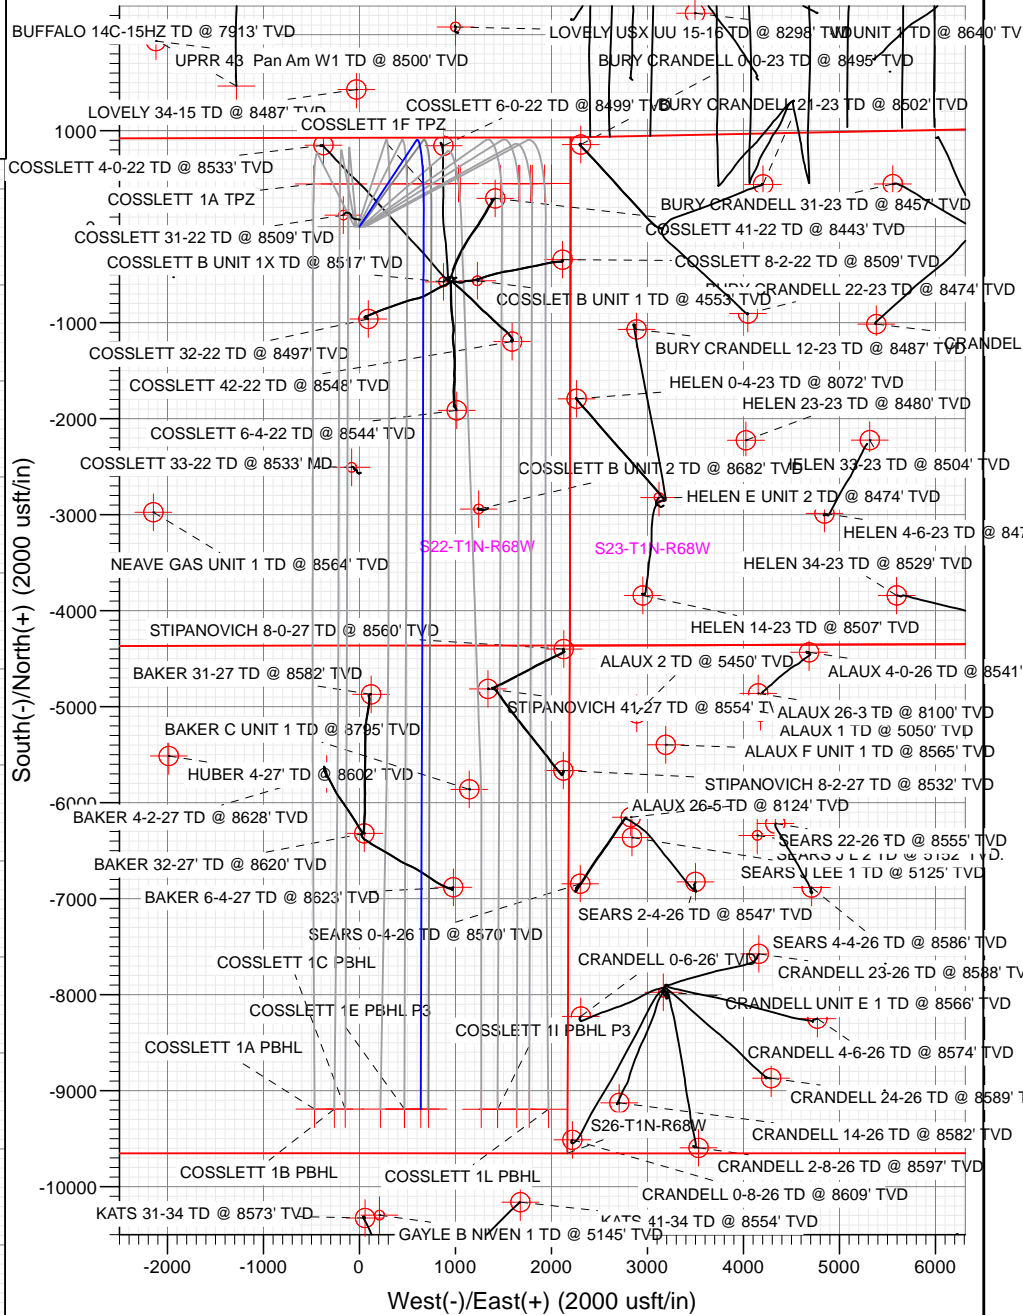 BUFFALO 14C-15HZ TD @ 7913' TVD
LOVELY USX UU 15-16 TD @ 8298' TVD
UNIT 1 TD @ 8640' TV
UPRR 43 Pan Am W1 TD @ 8500' TVD
BURY CRANDELL 0-0-23 TD @ 8495' TVD
LOVELY 34-15 TD @ 8487' TVD
COSSLETT 6-0-22 TD @ 8499' TVD
BURY CRANDELL 21-23 TD @ 8502' TVD
COSSLETT 1F TPZ
1000
COSSLETT 4-0-22 TD @ 8533' TVD
COSSLETT 1A TPZ
BURY CRANDELL 31-23 TD @ 8457' TVD
0
COSSLETT 31-22 TD @ 8509' TVD
COSSLETT 41-22 TD @ 8443' TVD
COSSLETT B UNIT 1X TD @ 8517' TVD
COSSLETT 8-2-22 TD @ 8509' TVD
COSSLET B UNIT 1 TD @ 4553' TVD
BURY CRANDELL 22-23 TD @ 8474' TVD
-1000
COSSLETT 32-22 TD @ 8497' TVD
BURY CRANDELL 12-23 TD @ 8487' TVD
CRANDEL
COSSLETT 42-22 TD @ 8548' TVD
HELEN 0-4-23 TD @ 8072' TVD
HELEN 23-23 TD @ 8480' TVD
-2000
COSSLETT 6-4-22 TD @ 8544' TVD
COSSLETT 33-22 TD @ 8533' MD
COSSLETT B UNIT 2 TD @ 8682' TVD
HELEN 33-23 TD @ 8504' TVD
HELEN E UNIT 2 TD @ 8474' TVD
-3000
HELEN 4-6-23 TD @ 847
S22-T1N-R68W
S23-T1N-R68W
NEAVE GAS UNIT 1 TD @ 8564' TVD
HELEN 34-23 TD @ 8529' TVD
-4000
STIPANOVICH 8-0-27 TD @ 8560' TVD
HELEN 14-23 TD @ 8507' TVD
BAKER 31-27 TD @ 8582' TVD
ALAUX 2 TD @ 5450' TVD
ALAUX 4-0-26 TD @ 8541'
-5000
STIPANOVICH 41-27 TD @ 8554' TVD
ALAUX 26-3 TD @ 8100' TVD
BAKER C UNIT 1 TD @ 8795' TVD
ALAUX 1 TD @ 5050' TVD
ALAUX F UNIT 1 TD @ 8565' TVD
HUBER 4-27' TD @ 8602' TVD
STIPANOVICH 8-2-27 TD @ 8532' TVD
-6000
ALAUX 26-5 TD @ 8124' TVD
BAKER 4-2-27 TD @ 8628' TVD
SEARS 22-26 TD @ 8555' TVD
SEARS J L 2 TD @ 5152' TVD.
BAKER 32-27' TD @ 8620' TVD
SEARS J LEE 1 TD @ 5125' TVD
BAKER 6-4-27 TD @ 8623' TVD
-7000
SEARS 2-4-26 TD @ 8547' TVD
SEARS 0-4-26 TD @ 8570' TVD
SEARS 4-4-26 TD @ 8586' TVD
COSSLETT 1C PBHL
CRANDELL 0-6-26' TVD
CRANDELL 23-26 TD @ 8588' TV
-8000
COSSLETT 1E PBHL P3
CRANDELL UNIT E 1 TD @ 8566' TVD
COSSLETT 1I PBHL P3
COSSLETT 1A PBHL
CRANDELL 4-6-26 TD @ 8574' TVD
-9000
CRANDELL 24-26 TD @ 8589' T
S26-T1N-R68W
CRANDELL 14-26 TD @ 8582' TVD
COSSLETT 1B PBHL
COSSLETT 1L PBHL
CRANDELL 2-8-26 TD @ 8597' TVD
-10000
CRANDELL 0-8-26 TD @ 8609' TVD
KATS 31-34 TD @ 8573' TVD
KATS 41-34 TD @ 8554' TVD
GAYLE B NIVEN 1 TD @ 5145' TVD
-2000 -1000 0 1000 2000 3000 4000 5000 6000
West(-)/East(+) (2000 usft/in)
South(-)/North(+) (2000 usft/in)